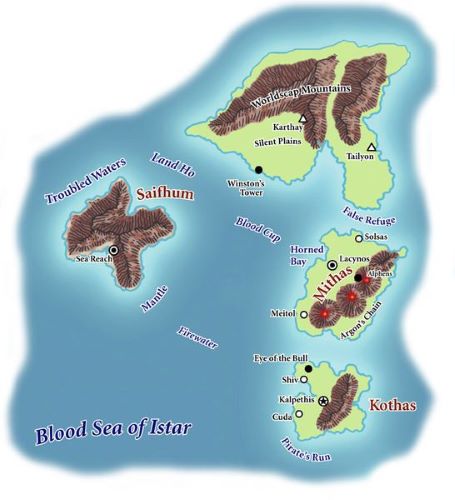 Worldscap Mountains
Karthay
Silent Plains
Tailyon
Land Ho
Troubled Waters
Winston's
Tower
Saifhum
False Refuge
Blood Cup
Solsas
Sea Reach
Horned
Bay
Lacynos
Alphens
Mithas
Mantle
Meitol
Argon's Chain
Firewater
Eye of the Bull
Shiv
Kalpethis
Kothas
Cuda
Blood Sea of Istar
Pirate's Run